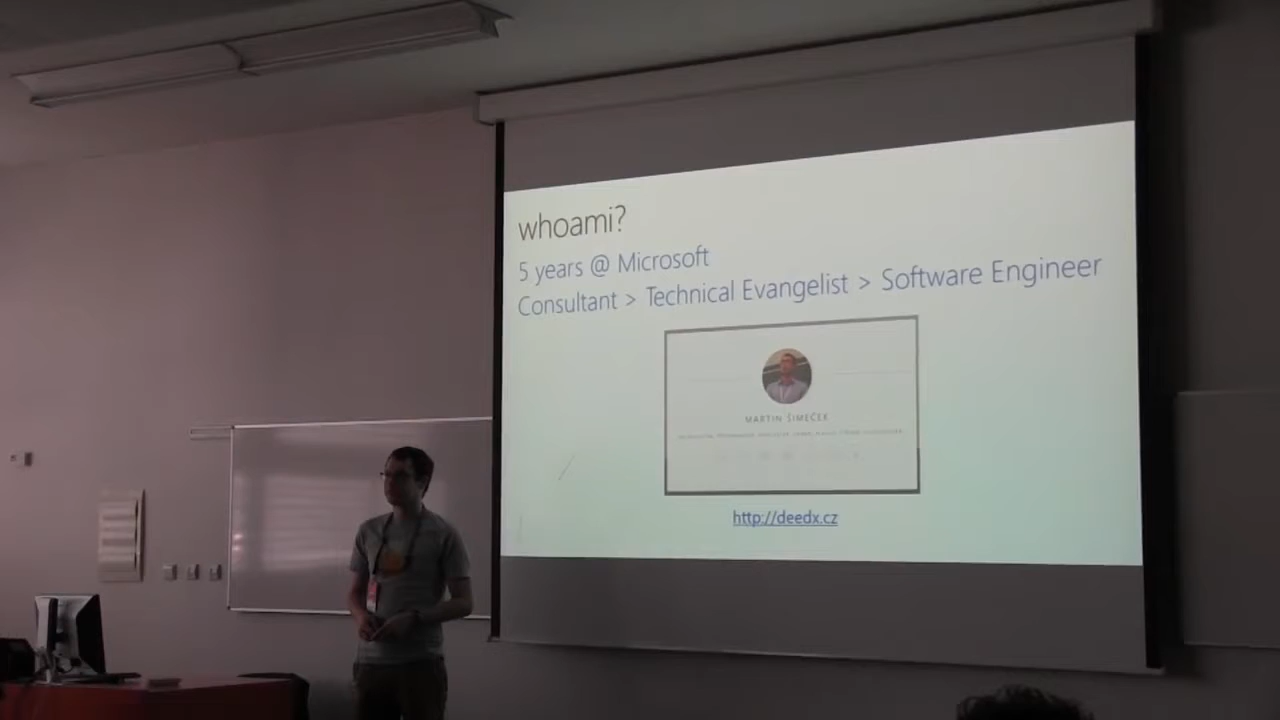 whoami?
5 years @ Microsoft
Consultant > Technical Evangelist > Software Engineer
MARTIN ŠIMEČEK
http://deedx.cz